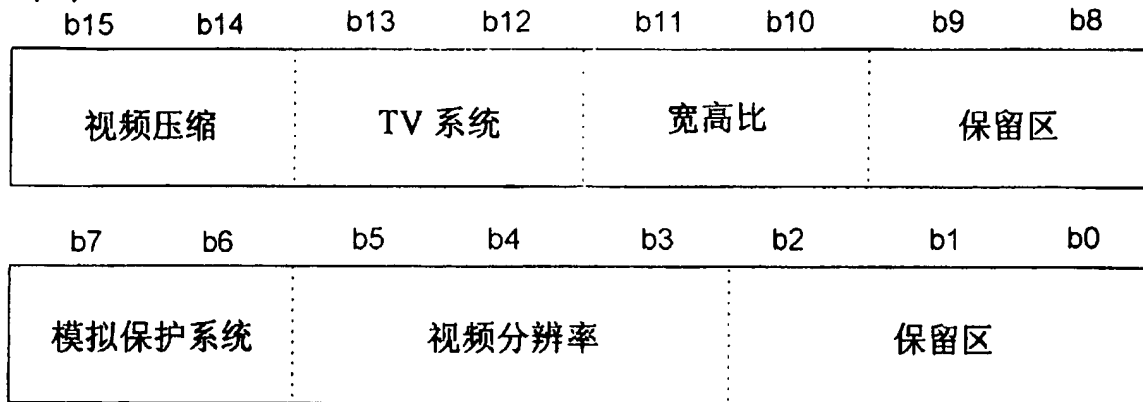 b15 b14 b13 b12 b11 b10 b9 b8
视频压缩 TV 系统 宽高比 保留区
b7 b6 b5 b4 b3 b2 b1 b0
模拟保护系统 视频分辨率 保留区